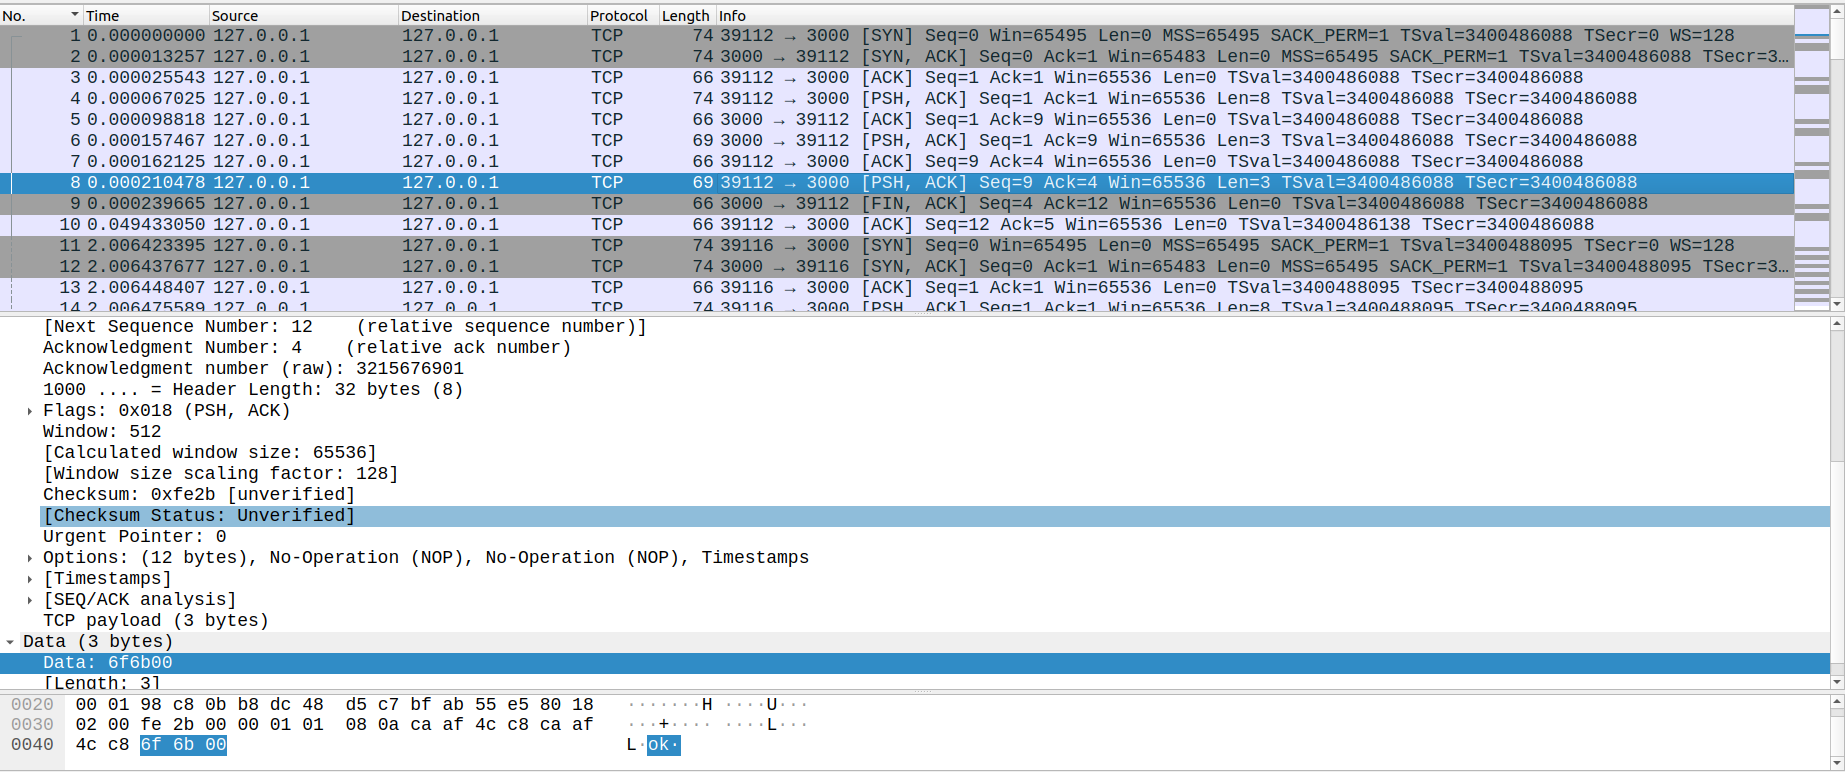 No. Time Source Destination Protocol Length Info
1 0.000000000 127.0.0.1 127.0.0.1 TCP 74 39112 → 3000 [SYN] Seq=0 Win=65495 Len=0 MSS=65495 SACK_PERM=1 TSval=3400486088 TSecr=0 WS=128
2 0.000013257 127.0.0.1 127.0.0.1 TCP 74 3000 → 39112 [SYN, ACK] Seq=0 Ack=1 Win=65483 Len=0 MSS=65495 SACK_PERM=1 TSval=3400486088 TSecr=3…
3 0.000025543 127.0.0.1 127.0.0.1 TCP 66 39112 → 3000 [ACK] Seq=1 Ack=1 Win=65536 Len=0 TSval=3400486088 TSecr=3400486088
4 0.000067025 127.0.0.1 127.0.0.1 TCP 74 39112 → 3000 [PSH, ACK] Seq=1 Ack=1 Win=65536 Len=8 TSval=3400486088 TSecr=3400486088
5 0.000098818 127.0.0.1 127.0.0.1 TCP 66 3000 → 39112 [ACK] Seq=1 Ack=9 Win=65536 Len=0 TSval=3400486088 TSecr=3400486088
6 0.000157467 127.0.0.1 127.0.0.1 TCP 69 3000 → 39112 [PSH, ACK] Seq=1 Ack=9 Win=65536 Len=3 TSval=3400486088 TSecr=3400486088
7 0.000162125 127.0.0.1 127.0.0.1 TCP 66 39112 → 3000 [ACK] Seq=9 Ack=4 Win=65536 Len=0 TSval=3400486088 TSecr=3400486088
8 0.000210478 127.0.0.1 127.0.0.1 TCP 69 39112 → 3000 [PSH, ACK] Seq=9 Ack=4 Win=65536 Len=3 TSval=3400486088 TSecr=3400486088
9 0.000239665 127.0.0.1 127.0.0.1 TCP 66 3000 → 39112 [FIN, ACK] Seq=4 Ack=12 Win=65536 Len=0 TSval=3400486088 TSecr=3400486088
10 0.049433050 127.0.0.1 127.0.0.1 TCP 66 39112 → 3000 [ACK] Seq=12 Ack=5 Win=65536 Len=0 TSval=3400486138 TSecr=3400486088
11 2.006423395 127.0.0.1 127.0.0.1 TCP 74 39116 → 3000 [SYN] Seq=0 Win=65495 Len=0 MSS=65495 SACK_PERM=1 TSval=3400488095 TSecr=0 WS=128
12 2.006437677 127.0.0.1 127.0.0.1 TCP 74 3000 → 39116 [SYN, ACK] Seq=0 Ack=1 Win=65483 Len=0 MSS=65495 SACK_PERM=1 TSval=3400488095 TSecr=3…
13 2.006448407 127.0.0.1 127.0.0.1 TCP 66 39116 → 3000 [ACK] Seq=1 Ack=1 Win=65536 Len=0 TSval=3400488095 TSecr=3400488095
14 2.006475589 127.0.0.1 127.0.0.1 TCP 74 39116 → 3000 [PSH, ACK] Seq=1 Ack=1 Win=65536 Len=8 TSval=3400488095 TSecr=3400488095
[Next Sequence Number: 12 (relative sequence number)]
Acknowledgment Number: 4 (relative ack number)
Acknowledgment number (raw): 3215676901
1000 .... = Header Length: 32 bytes (8)
Flags: 0x018 (PSH, ACK)
Window: 512
[Calculated window size: 65536]
[Window size scaling factor: 128]
Checksum: 0xfe2b [unverified]
[Checksum Status: Unverified]
Urgent Pointer: 0
Options: (12 bytes), No-Operation (NOP), No-Operation (NOP), Timestamps
[Timestamps]
[SEQ/ACK analysis]
TCP payload (3 bytes)
Data (3 bytes)
Data: 6f6b00
[Length: 3]
0020 00 01 98 c8 0b b8 dc 48 d5 c7 bf ab 55 e5 80 18 ·······H ····U···
0030 02 00 fe 2b 00 00 01 01 08 0a ca af 4c c8 ca af ···+···· ····L···
0040 4c c8 6f 6b 00 L·ok·